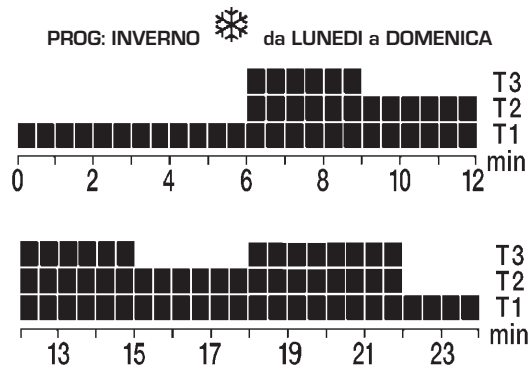 PROG: INVERNO da LUNEDI a DOMENICA
T3
T2
T1
min
0 2 4 6 8 10 12
T3
T2
T1
min
13 15 17 19 21 23